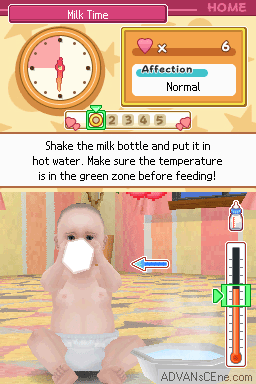 HOME
Milk Time
× 6
Affection
Normal
2 3 4 5
Shake the milk bottle and put it in
hot water. Make sure the temperature
is in the green zone before feeding!
ADVANsCEne.com